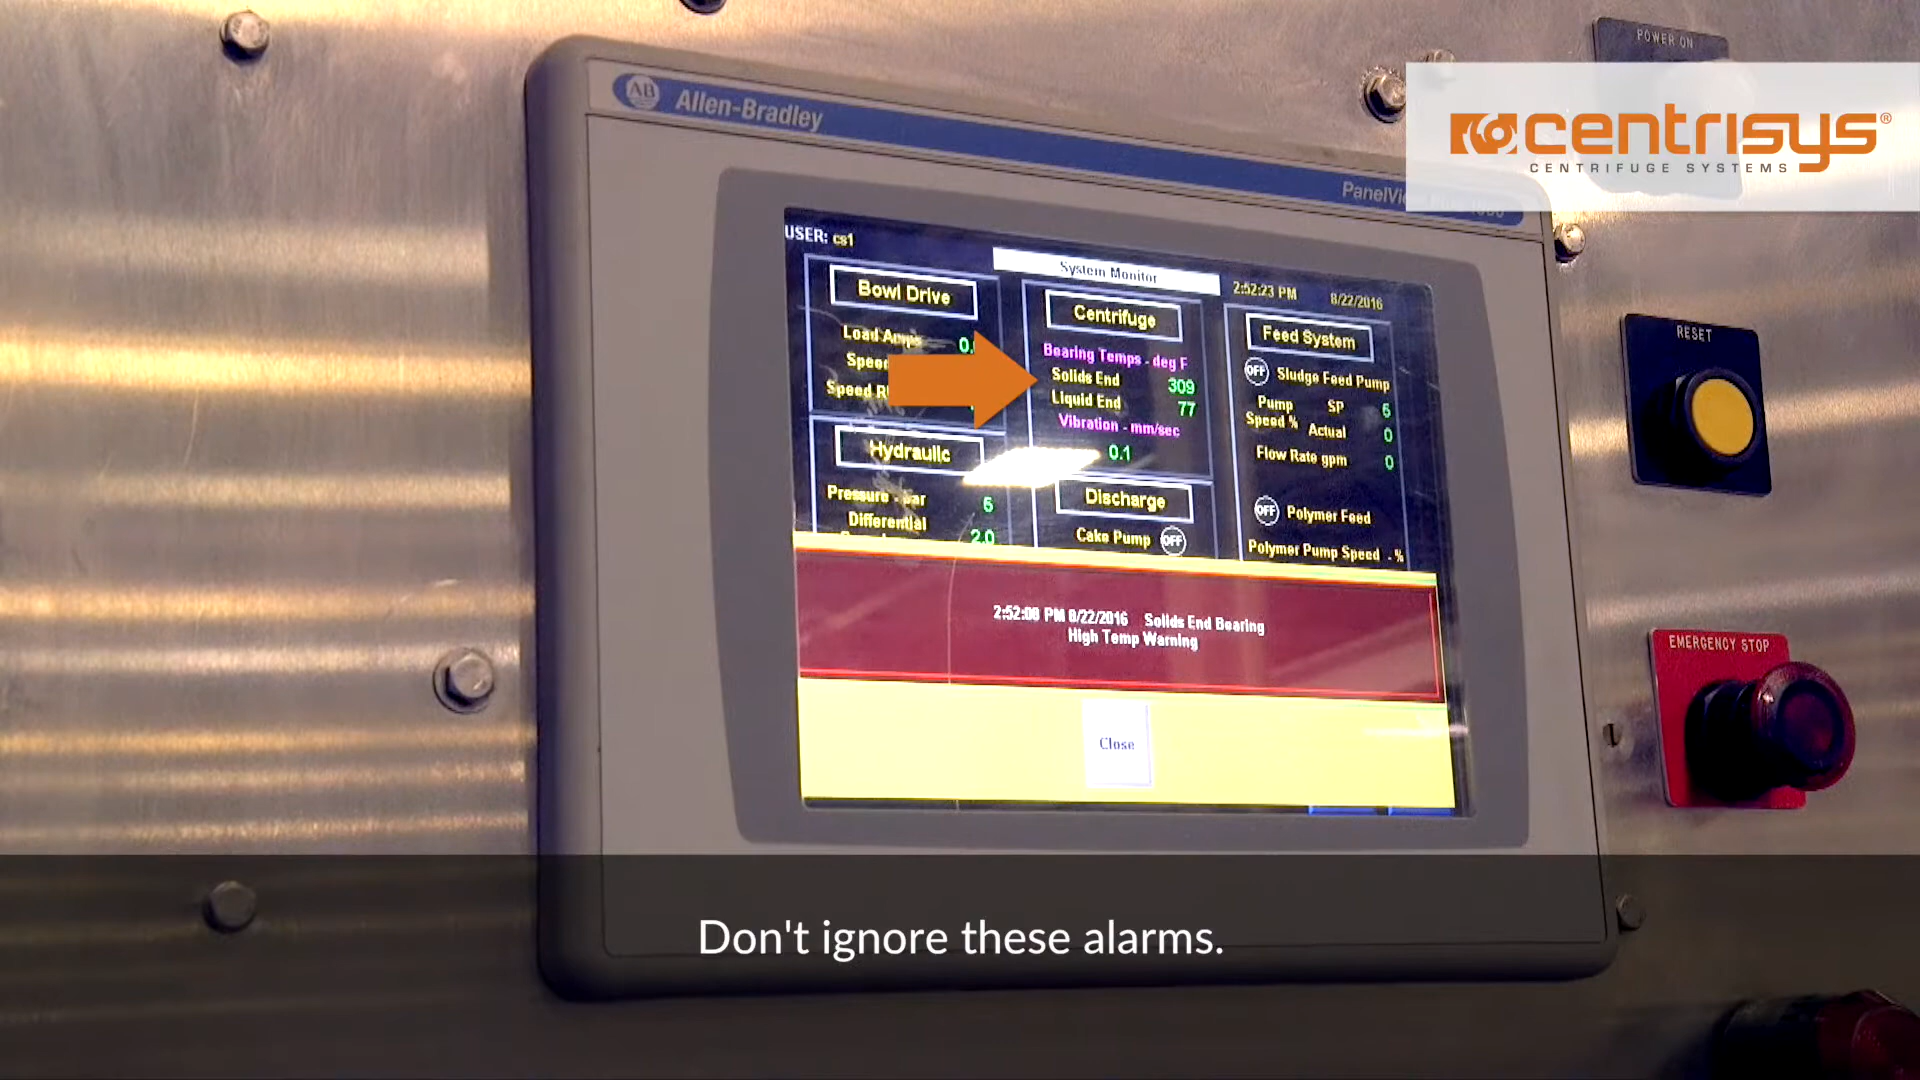 POWER ON
AB Allen-Bradley
centrisys®
CENTRIFUGE SYSTEMS
USER: cs1
System Monitor
2:52:23 PM 8/22/2016
Bowl Drive
Load Amps
Centrifuge
Bearing Temps - deg F
Solids End 309
Liquid End 77
Vibration - mm/sec
0.1
Feed System
OFF Sludge Feed Pump
Pump SP 6
Speed % Actual 0
Flow Rate gpm 0
Hydraulic
Pressure - bar 5
Differential
2.0
Discharge
Cake Pump OFF
OFF Polymer Feed
Polymer Pump Speed - %
2:52:08 PM 8/22/2016 Solids End Bearing
High Temp Warning
Close
RESET
EMERGENCY STOP
Don't ignore these alarms.